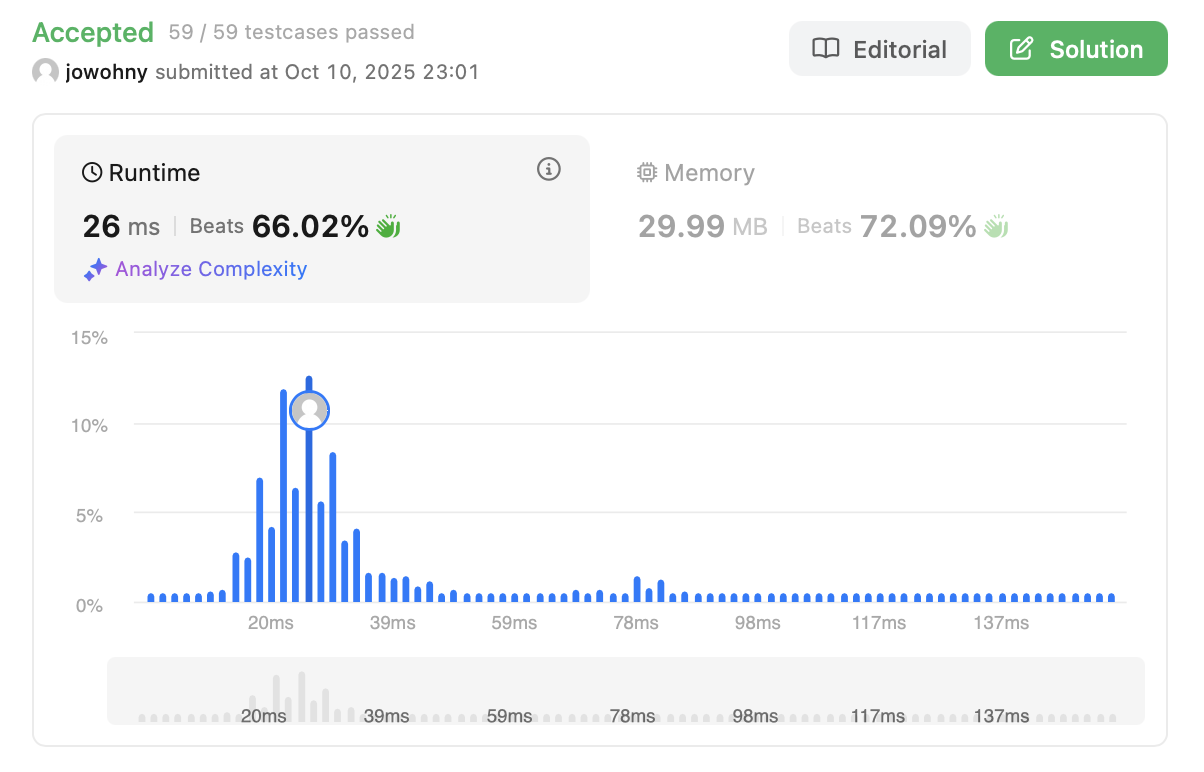 Accepted 59 / 59 testcases passed
jowohny submitted at Oct 10, 2025 23:01
Editorial
Solution
Runtime
26 ms Beats 66.02%
Analyze Complexity
Memory
29.99 MB Beats 72.09%
15%
10%
5%
0%
20ms 39ms 59ms 78ms 98ms 117ms 137ms
20ms 39ms 59ms 78ms 98ms 117ms 137ms